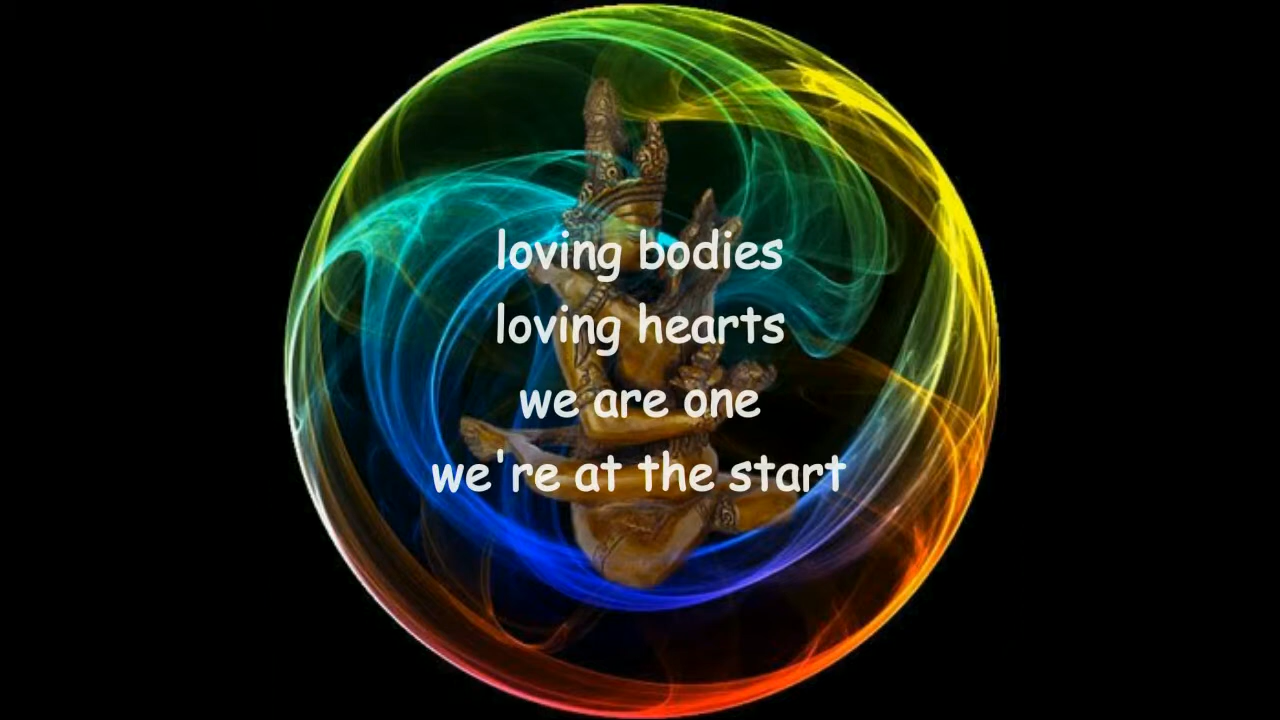 loving bodies
loving hearts
we are one
we're at the start